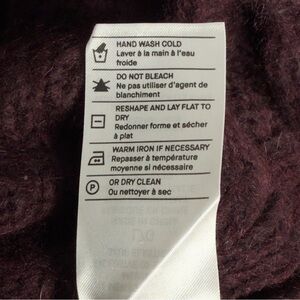 HAND WASH COLD
Laver à la main à l'eau
froide
DO NOT BLEACH
Ne pas utiliser d'agent de
blanchiment
RESHAPE AND LAY FLAT TO
DRY
Redonner forme et sécher
à plat
WARM IRON IF NECESSARY
Repasser à température
moyenne si nécessaire
P
OR DRY CLEAN
Ou nettoyer à sec